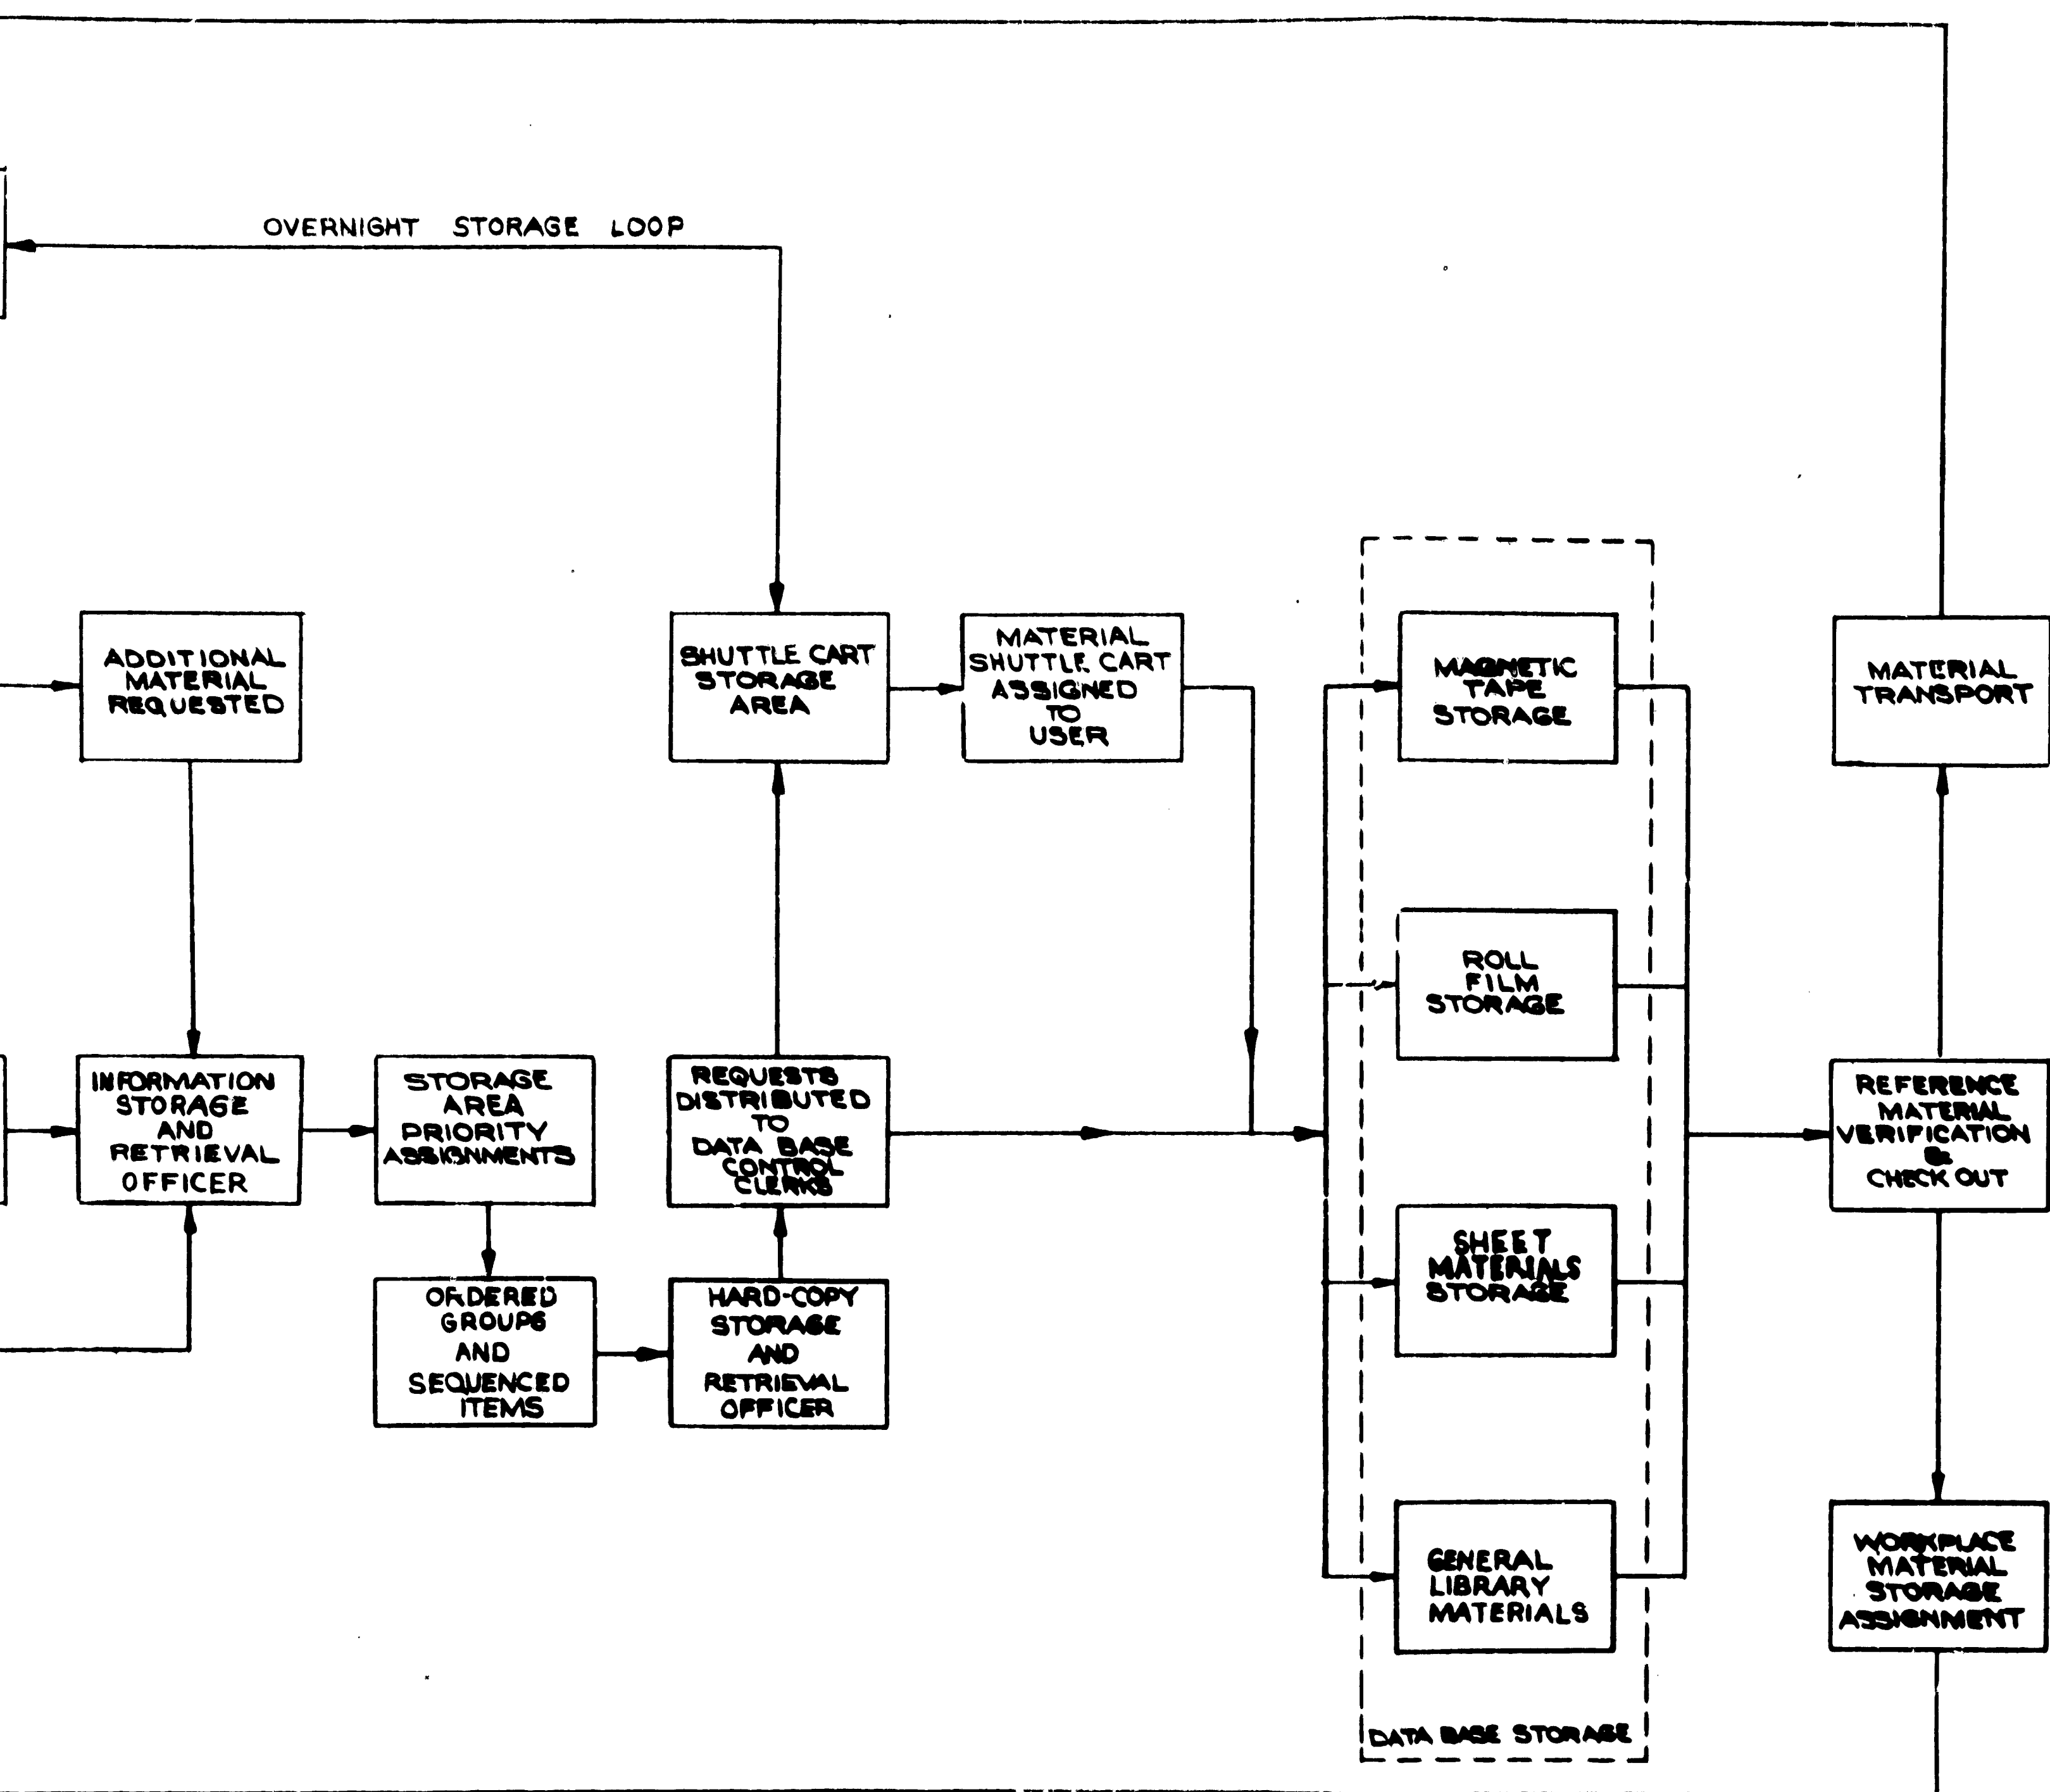 OVERNIGHT STORAGE LOOP
ADDITIONAL
MATERIAL
REQUESTED
SHUTTLE CART
STORAGE
AREA
MATERIAL
SHUTTLE CART
ASSIGNED
TO
USER
MAGNETIC
TAPE
STORAGE
MATERIAL
TRANSPORT
ROLL
FILM
STORAGE
INFORMATION
STORAGE
AND
RETRIEVAL
OFFICER
STORAGE
AREA
PRIORITY
ASSIGNMENTS
REQUESTS
DISTRIBUTED
TO
DATA BASE
CONTROL
CLERKS
REFERENCE
MATERIAL
VERIFICATION
&
CHECK OUT
SHEET
MATERIALS
STORAGE
ORDERED
GROUPS
AND
SEQUENCED
ITEMS
HARD-COPY
STORAGE
AND
RETRIEVAL
OFFICER
GENERAL
LIBRARY
MATERIALS
WORKPLACE
MATERIAL
STORAGE
ASSIGNMENT
DATA BASE STORAGE